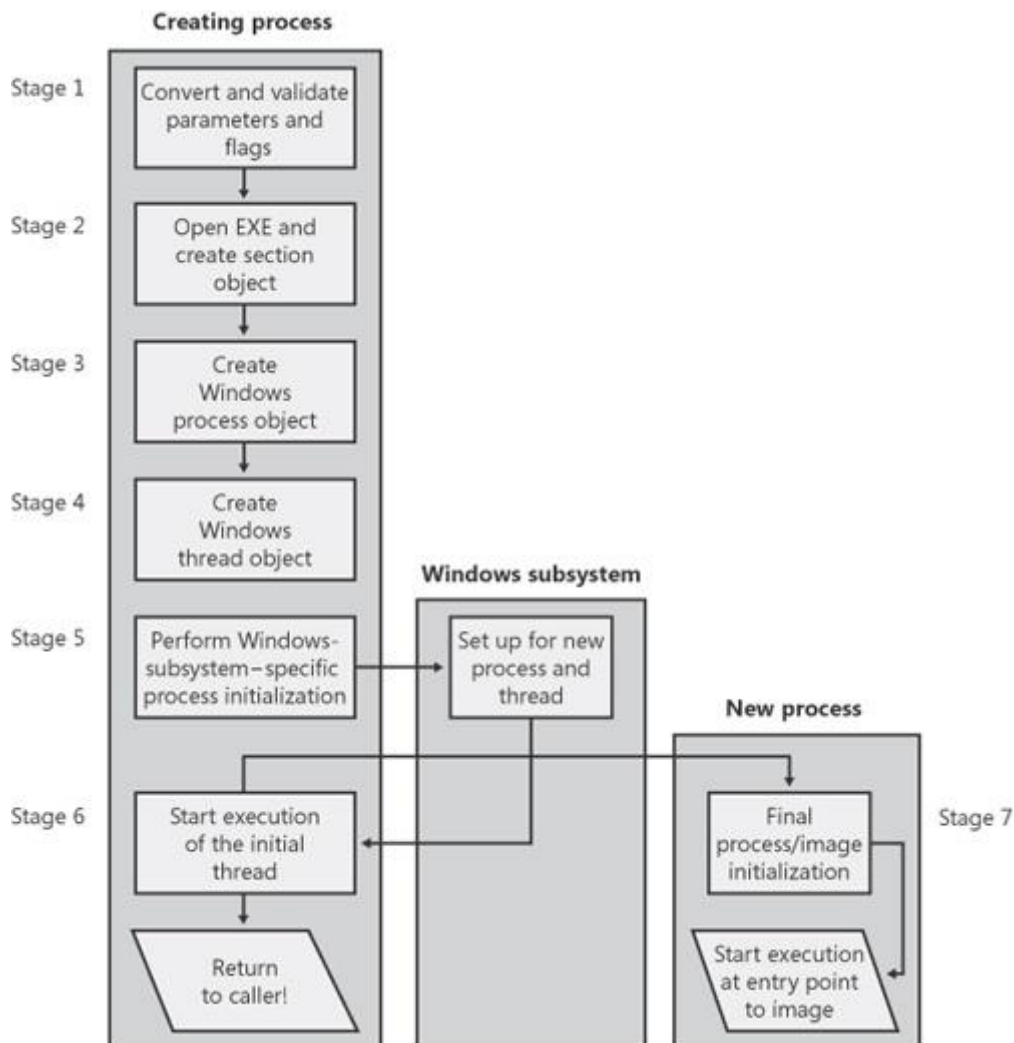 Creating process
Stage 1
Convert and validate
parameters and
flags
Stage 2
Open EXE and
create section
object
Stage 3
Create
Windows
process object
Stage 4
Create
Windows
thread object
Windows subsystem
Stage 5
Perform Windows-
subsystem–specific
process initialization
Set up for new
process and
thread
New process
Stage 6
Start execution
of the initial
thread
Final
process/image
initialization
Stage 7
Return
to caller!
Start execution
at entry point
to image